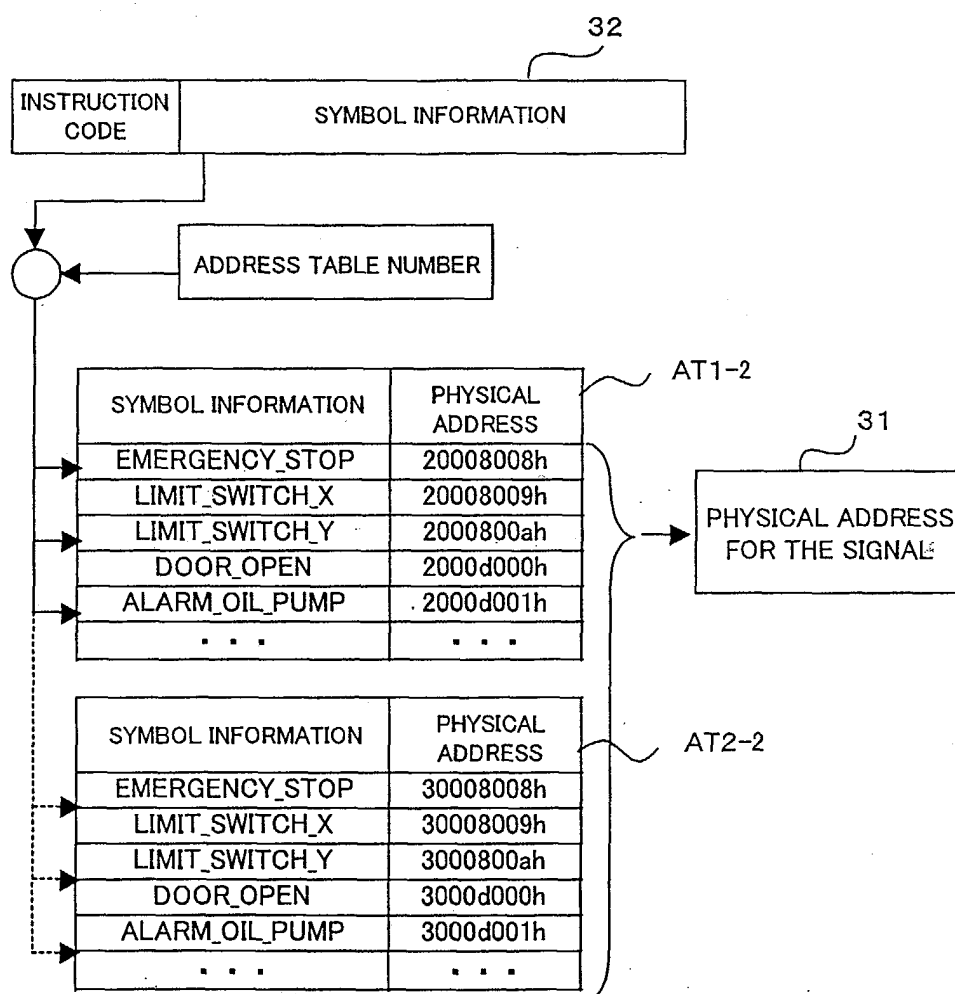 32
INSTRUCTION
CODE
SYMBOL INFORMATION
ADDRESS TABLE NUMBER
AT1-2
SYMBOL INFORMATION
PHYSICAL
ADDRESS
EMERGENCY_STOP 20008008h
LIMIT_SWITCH_X 20008009h
LIMIT_SWITCH_Y 2000800ah
DOOR_OPEN 2000d000h
ALARM_OIL_PUMP 2000d001h
. . . . . .
31
PHYSICAL ADDRESS
FOR THE SIGNAL
AT2-2
SYMBOL INFORMATION
PHYSICAL
ADDRESS
EMERGENCY_STOP 30008008h
LIMIT_SWITCH_X 30008009h
LIMIT_SWITCH_Y 3000800ah
DOOR_OPEN 3000d000h
ALARM_OIL_PUMP 3000d001h
. . . . . .